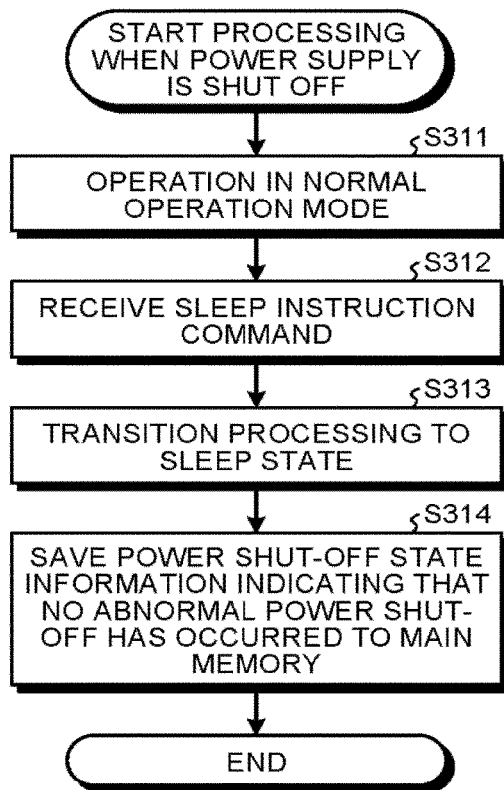 START PROCESSING
WHEN POWER SUPPLY
IS SHUT OFF
S311
OPERATION IN NORMAL
OPERATION MODE
S312
RECEIVE SLEEP INSTRUCTION
COMMAND
S313
TRANSITION PROCESSING TO
SLEEP STATE
S314
SAVE POWER SHUT-OFF STATE
INFORMATION INDICATING THAT
NO ABNORMAL POWER SHUT-
OFF HAS OCCURRED TO MAIN
MEMORY
END